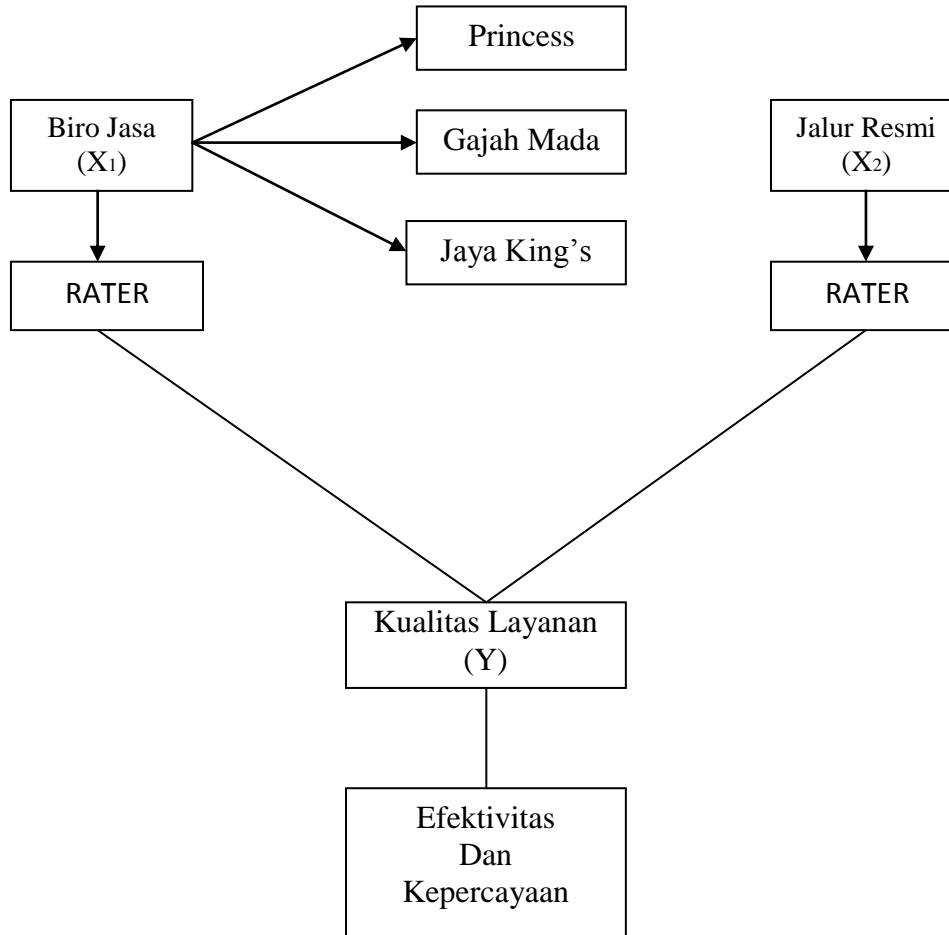 Princess
Biro Jasa
(X1)
Gajah Mada
Jalur Resmi
(X2)
Jaya King’s
RATER
RATER
Kualitas Layanan
(Y)
Efektivitas
Dan
Kepercayaan